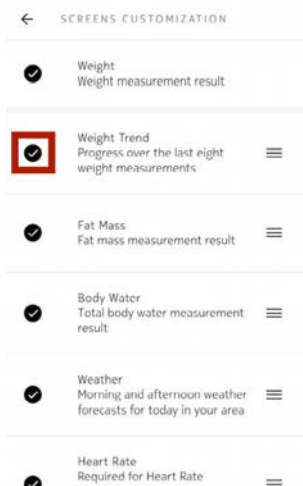 SCREENS CUSTOMIZATION
Weight
Weight measurement result
Weight Trend
Progress over the last eight
weight measurements
Fat Mass
Fat mass measurement result
Body Water
Total body water measurement
result
Weather
Morning and afternoon weather
forecasts for today in your area
Heart Rate
Required for Heart Rate